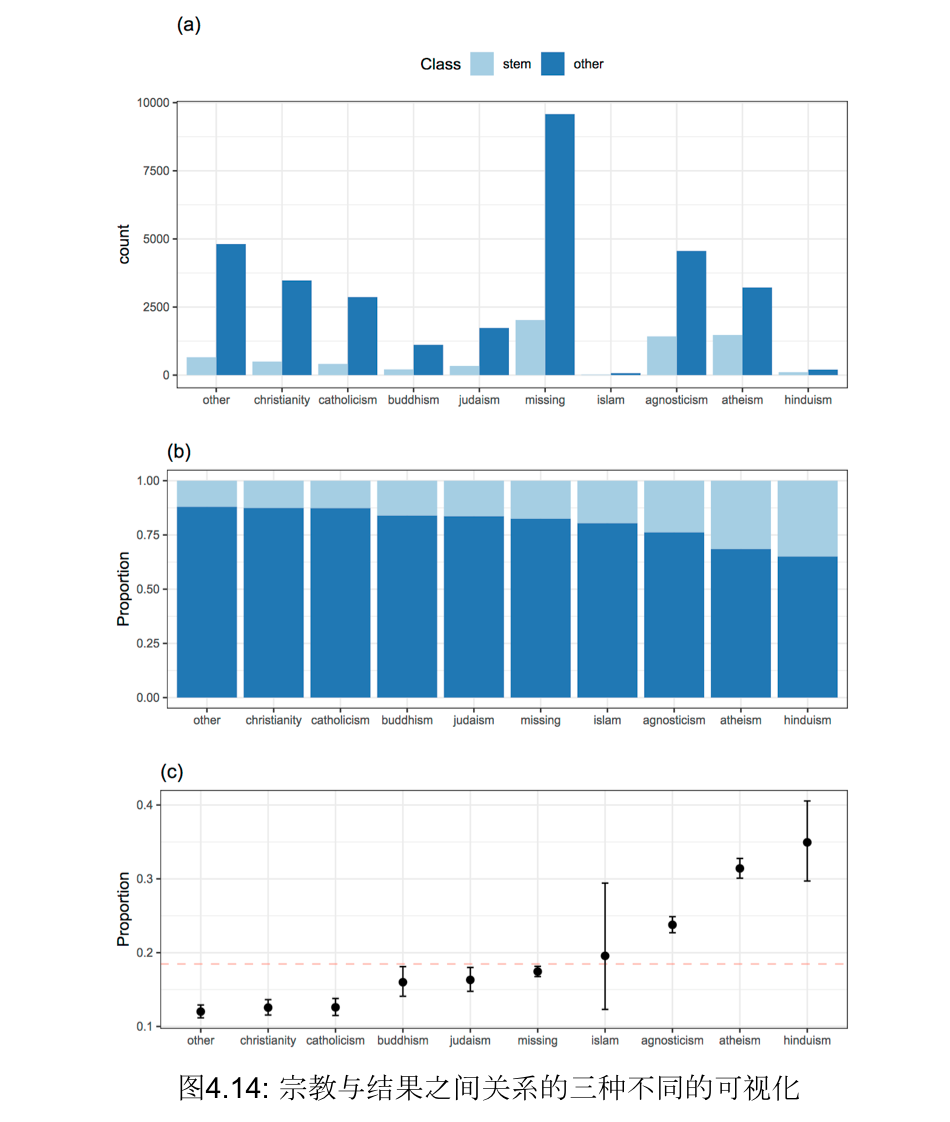 (a)
Class stem other
10000
7500
5000
2500
0
count
other christianity catholicism buddhism judaism missing islam agnosticism atheism hinduism
(b)
1.00
0.75
0.50
0.25
0.00
Proportion
other christianity catholicism buddhism judaism missing islam agnosticism atheism hinduism
(c)
0.4
0.3
0.2
0.1
Proportion
other christianity catholicism buddhism judaism missing islam agnosticism atheism hinduism
图4.14: 宗教与结果之间关系的三种不同的可视化